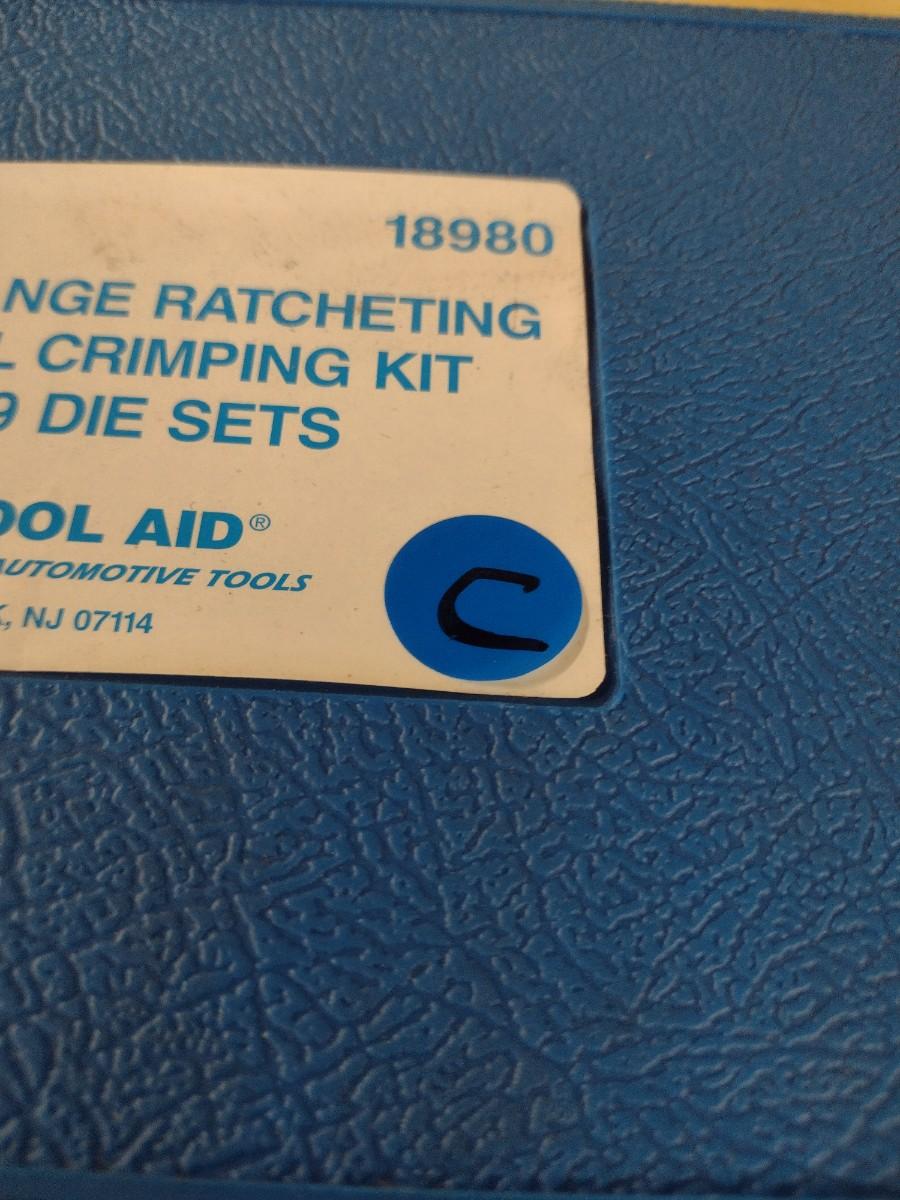 18980
NGE RATCHETING
L CRIMPING KIT
9 DIE SETS
OOL AID®
AUTOMOTIVE TOOLS
K, NJ 07114
C